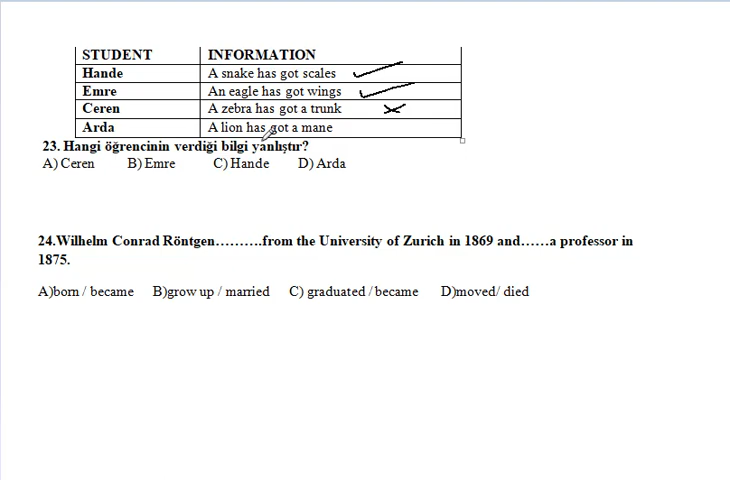 STUDENT INFORMATION
Hande A snake has got scales
Emre An eagle has got wings
Ceren A zebra has got a trunk
Arda A lion has got a mane
23. Hangi öğrencinin verdiği bilgi yanlıştır?
A) Ceren B) Emre C) Hande D) Arda
24.Wilhelm Conrad Röntgen……….from the University of Zurich in 1869 and……a professor in
1875.
A)born / became B)grow up / married C) graduated / became D)moved/ died